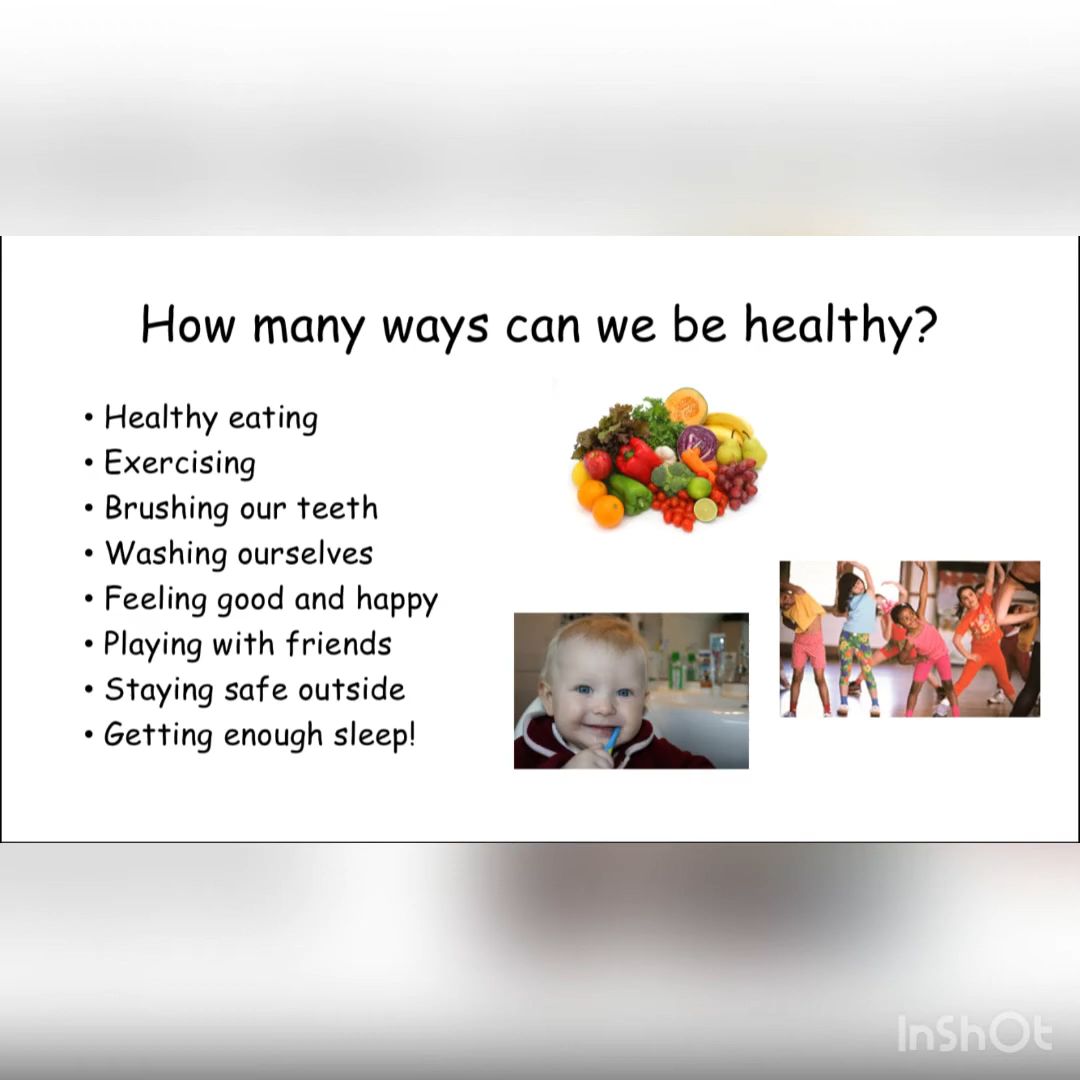 How many ways can we be healthy?
• Healthy eating
• Exercising
• Brushing our teeth
• Washing ourselves
• Feeling good and happy
• Playing with friends
• Staying safe outside
• Getting enough sleep!
InShOt